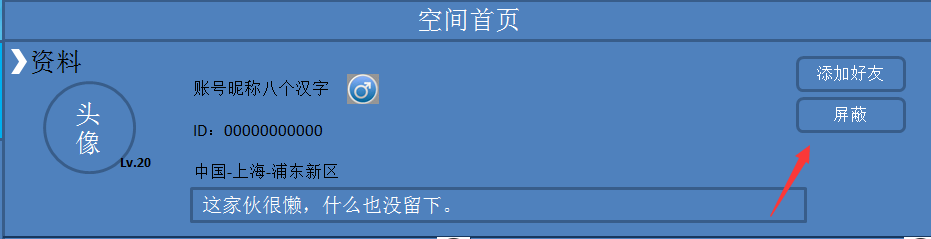 空间首页
资料
头像
Lv.20
账号昵称八个汉字
ID：00000000000
中国-上海-浦东新区
这家伙很懒，什么也没留下。
添加好友
屏蔽